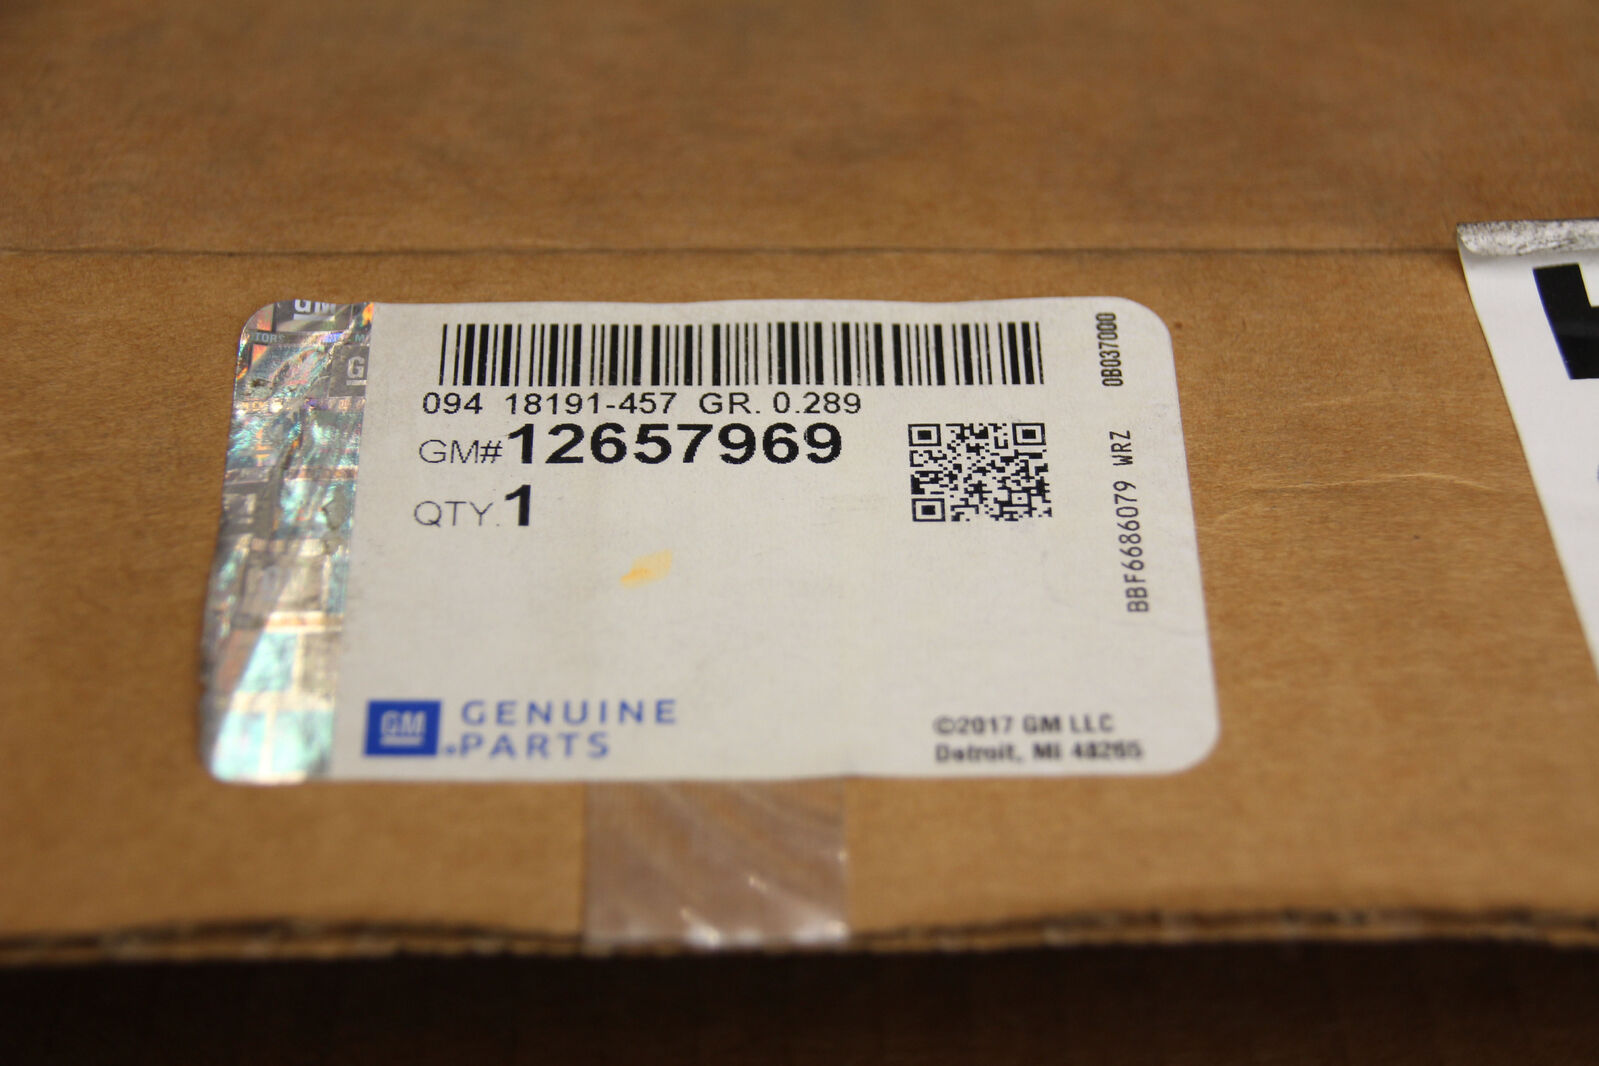 094 18191-457 GR. 0.289
GM#12657969
QTY.1
0B037000
BBF6686079 WRZ
GM GENUINE
PARTS
©2017 GM LLC
Detroit, MI 48265
GM
G